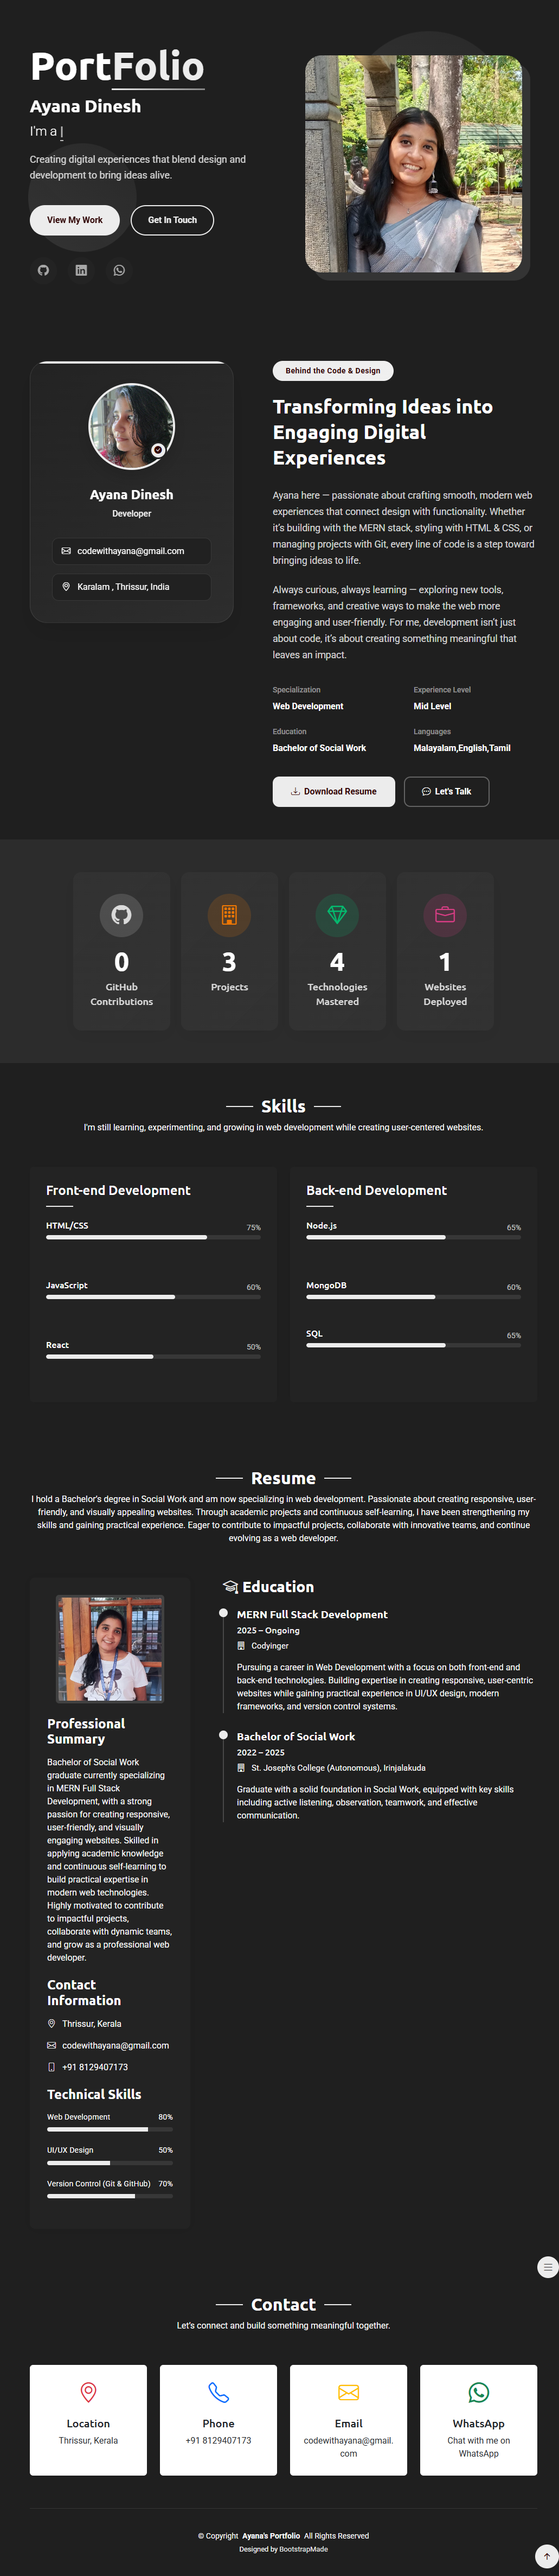 PortFolio
Ayana Dinesh
I'm a |
Creating digital experiences that blend design and
development to bring ideas alive.
View My Work
Get In Touch
Ayana Dinesh
Developer
codewithayana@gmail.com
Karalam , Thrissur, India
Behind the Code & Design
Transforming Ideas into
Engaging Digital
Experiences
Ayana here — passionate about crafting smooth, modern web
experiences that connect design with functionality. Whether
it's building with the MERN stack, styling with HTML & CSS, or
managing projects with Git, every line of code is a step toward
bringing ideas to life.
Always curious, always learning — exploring new tools,
frameworks, and creative ways to make the web more
engaging and user-friendly. For me, development isn't just
about code, it's about creating something meaningful that
leaves an impact.
Specialization
Web Development
Experience Level
Mid Level
Education
Bachelor of Social Work
Languages
Malayalam,English,Tamil
Download Resume
Let's Talk
0
GitHub
Contributions
3
Projects
4
Technologies
Mastered
1
Websites
Deployed
Skills
I'm still learning, experimenting, and growing in web development while creating user-centered websites.
Front-end Development
HTML/CSS 75%
JavaScript 60%
React 50%
Back-end Development
Node.js 65%
MongoDB 60%
SQL 65%
Resume
I hold a Bachelor's degree in Social Work and am now specializing in web development. Passionate about creating responsive, user-
friendly, and visually appealing websites. Through academic projects and continuous self-learning, I have been strengthening my
skills and gaining practical experience. Eager to contribute to impactful projects, collaborate with innovative teams, and continue
evolving as a web developer.
Professional
Summary
Bachelor of Social Work
graduate currently specializing
in MERN Full Stack
Development, with a strong
passion for creating responsive,
user-friendly, and visually
engaging websites. Skilled in
applying academic knowledge
and continuous self-learning to
build practical expertise in
modern web technologies.
Highly motivated to contribute
to impactful projects,
collaborate with dynamic teams,
and grow as a professional web
developer.
Contact
Information
Thrissur, Kerala
codewithayana@gmail.com
+91 8129407173
Technical Skills
Web Development 80%
UI/UX Design 50%
Version Control (Git & GitHub) 70%
Education
MERN Full Stack Development
2025 – Ongoing
Codyinger
Pursuing a career in Web Development with a focus on both front-end and
back-end technologies. Building expertise in creating responsive, user-centric
websites while gaining practical experience in UI/UX design, modern
frameworks, and version control systems.
Bachelor of Social Work
2022 – 2025
St. Joseph's College (Autonomous), Irinjalakuda
Graduate with a solid foundation in Social Work, equipped with key skills
including active listening, observation, teamwork, and effective
communication.
Contact
Let's connect and build something meaningful together.
Location
Thrissur, Kerala
Phone
+91 8129407173
Email
codewithayana@gmail.
com
WhatsApp
Chat with me on
WhatsApp
© Copyright Ayana's Portfolio All Rights Reserved
Designed by BootstrapMade